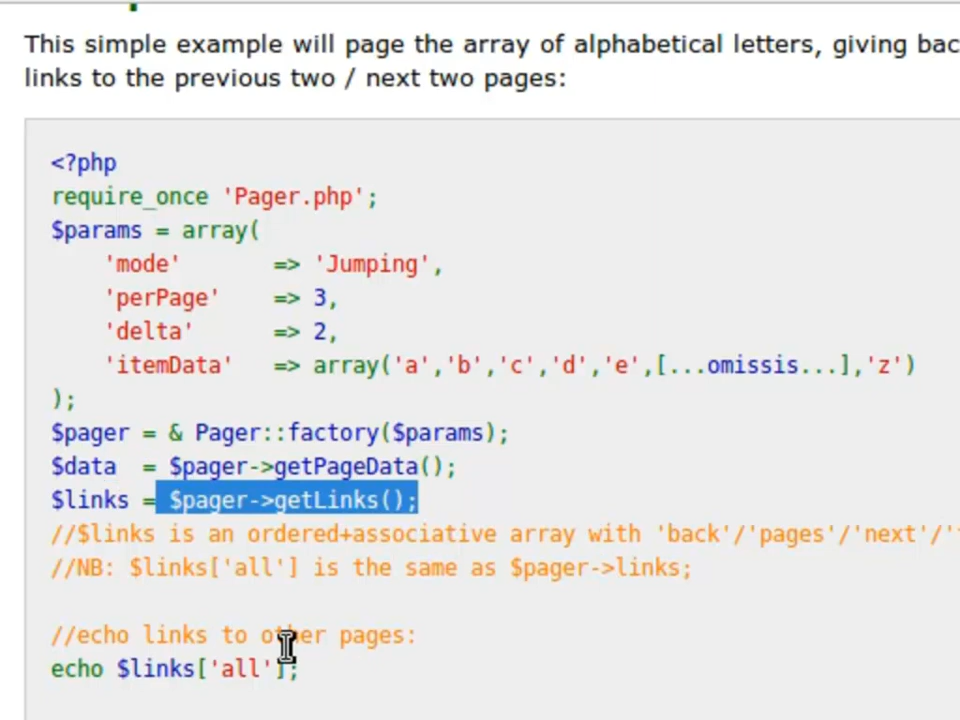 This simple example will page the array of alphabetical letters, giving bac
links to the previous two / next two pages:
<?php
require_once 'Pager.php';
$params = array(
    'mode'       => 'Jumping',
    'perPage'    => 3,
    'delta'      => 2,
    'itemData'   => array('a','b','c','d','e',[...omissis...],'z')
);
$pager = & Pager::factory($params);
$data  = $pager->getPageData();
$links = $pager->getLinks();
//$links is an ordered+associative array with 'back'/'pages'/'next'/'
//NB: $links['all'] is the same as $pager->links;
//echo links to other pages:
echo $links['all'];